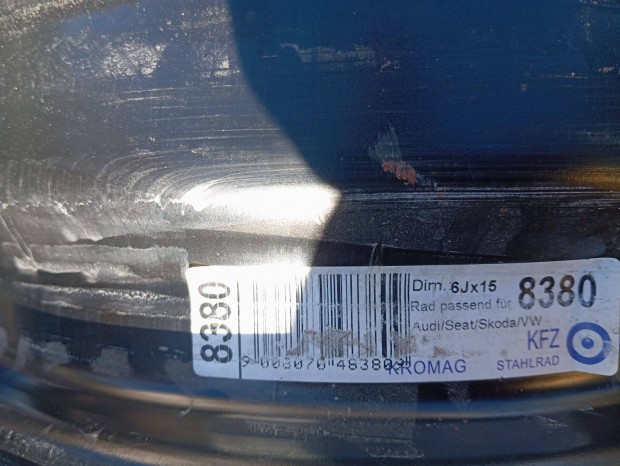 8380
Dim. 6Jx15
Rad passend für 8380
Audi/Seat/Skoda/VW
KFZ
KROMAG STAHLRAD